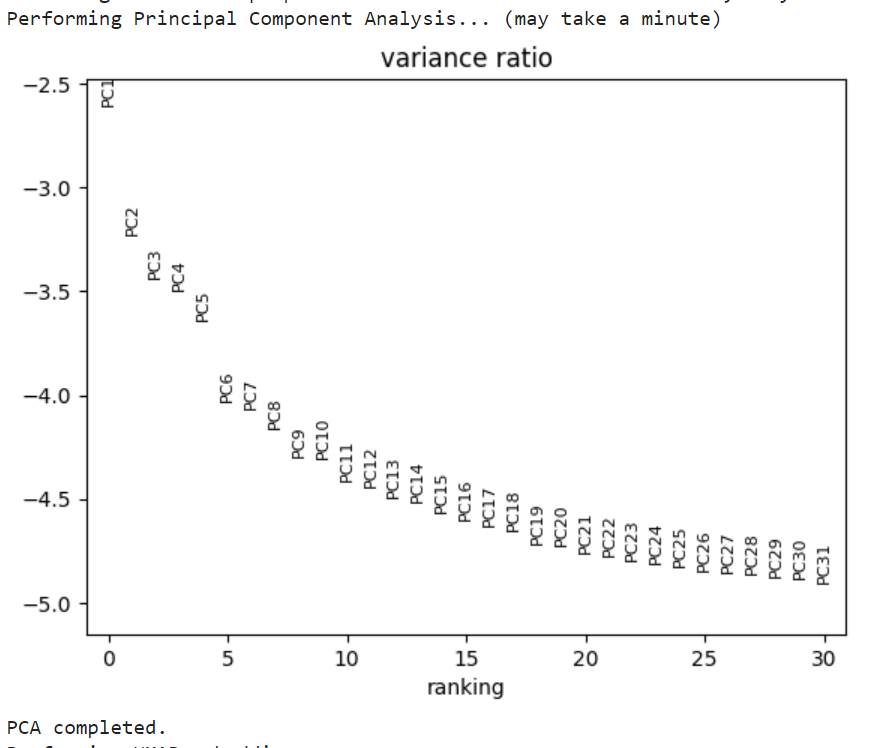 Performing Principal Component Analysis... (may take a minute)
variance ratio
−2.5
−3.0
−3.5
−4.0
−4.5
−5.0
PC1
PC2
PC3
PC4
PC5
PC6
PC7
PC8
PC9
PC10
PC11
PC12
PC13
PC14
PC15
PC16
PC17
PC18
PC19
PC20
PC21
PC22
PC23
PC24
PC25
PC26
PC27
PC28
PC29
PC30
PC31
0 5 10 15 20 25 30
ranking
PCA completed.